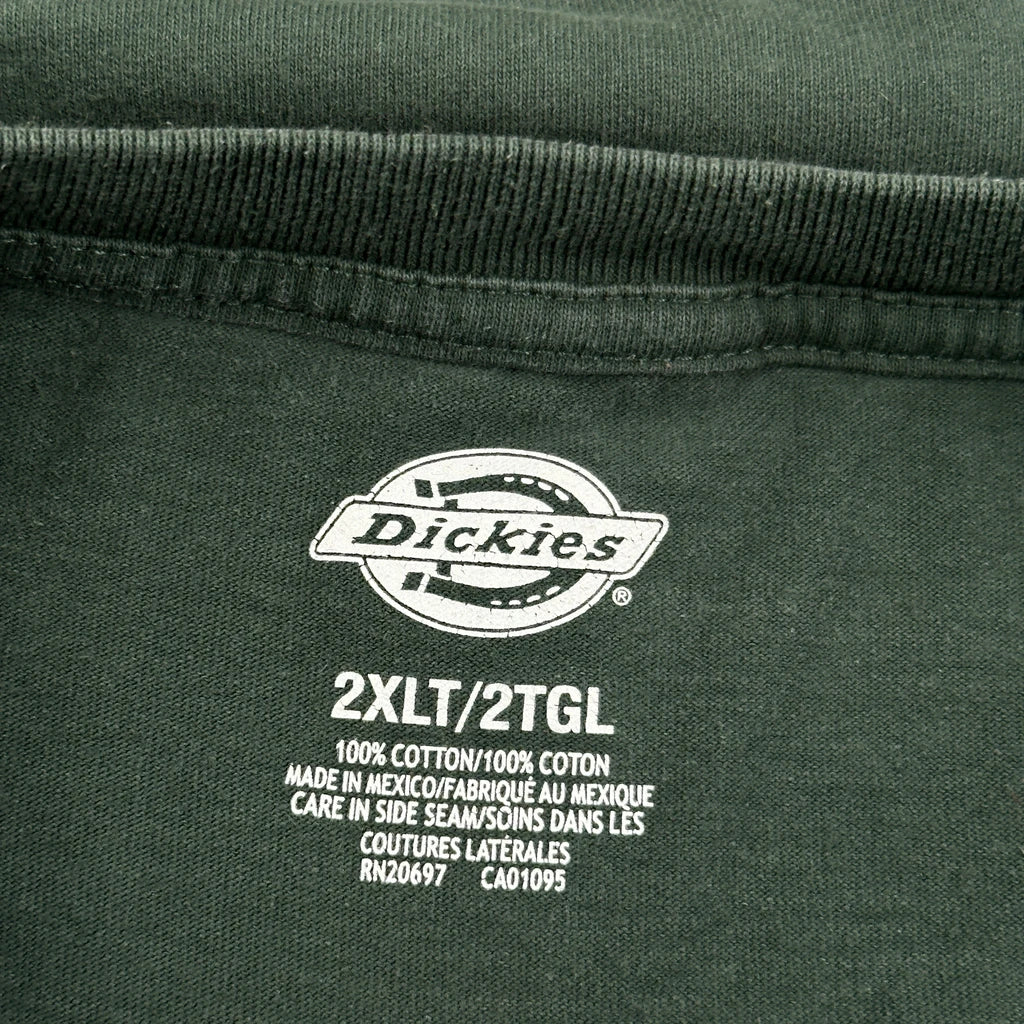 Dickies®
2XLT/2TGL
100% COTTON/100% COTON
MADE IN MEXICO/FABRIQUÉ AU MEXIQUE
CARE IN SIDE SEAM/SOINS DANS LES
COUTURES LATÉRALES
RN20697 CA01095